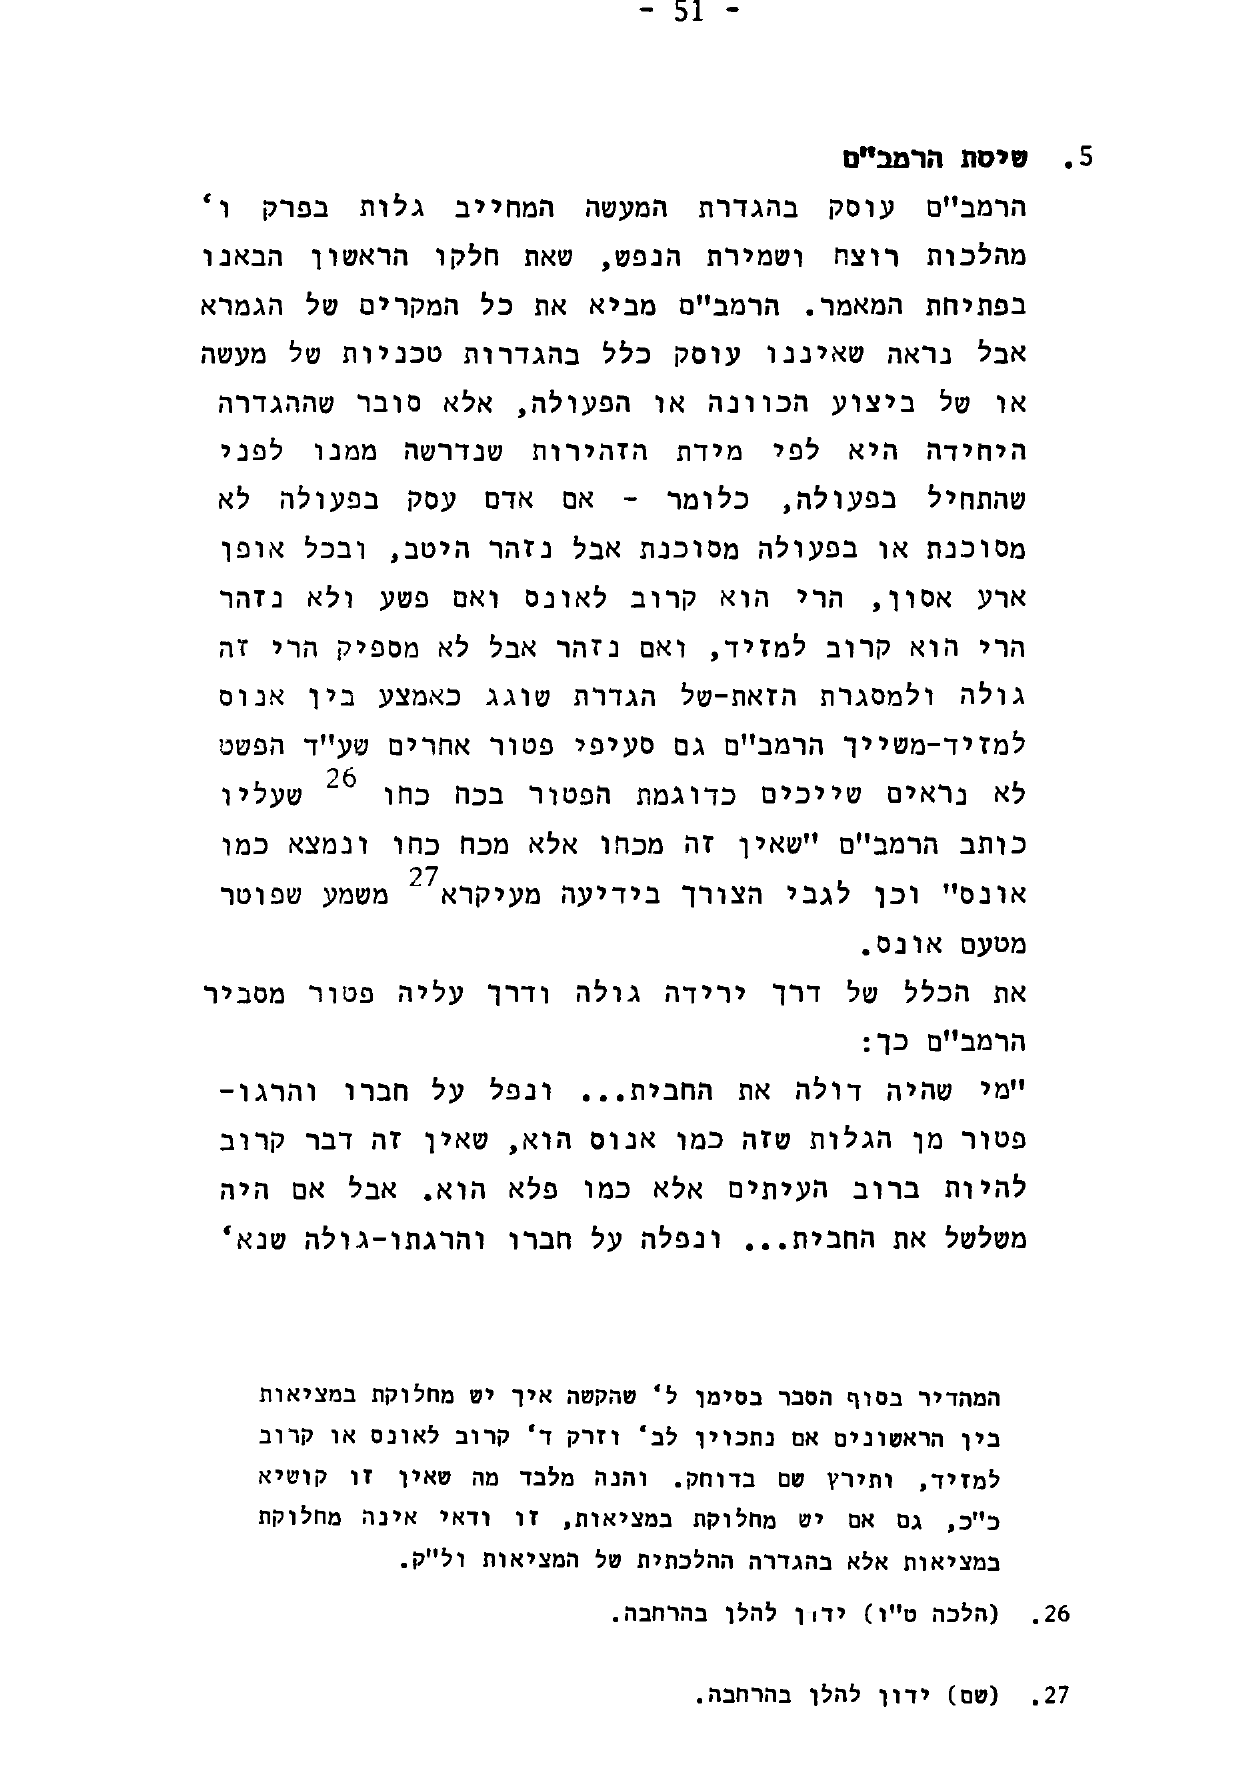 - 51 -
5. שיטת הרמב"ם
הרמב"ם עוסק בהגדרת המעשה המחייב גלות בפרק ו'
מהלכות רוצח ושמירת הנפש, שאת חלקו הראשון הבאנו
בפתיחת המאמר. הרמב"ם מביא את כל המקרים של הגמרא
אבל נראה שאיננו עוסק כלל בהגדרות טכניות של מעשה
או של ביצוע הכוונה או הפעולה, אלא סובר שההגדרה
היחידה היא לפי מידת הזהירות שנדרשה ממנו לפני
שהתחיל בפעולה, כלומר - אם אדם עסק בפעולה לא
מסוכנת או בפעולה מסוכנת אבל נזהר היטב, ובכל אופן
ארע אסון, הרי הוא קרוב לאונס ואם פשע ולא נזהר
הרי הוא קרוב למזיד, ואם נזהר אבל לא מספיק הרי זה
גולה ולמסגרת הזאת-של הגדרת שוגג כאמצע בין אנוס
למזיד-משייך הרמב"ם גם סעיפי פטור אחרים שע"ד הפשט
לא נראים שייכים כדוגמת הפטור בכח כחו 26 שעליו
כותב הרמב"ם "שאין זה מכחו אלא מכח כחו ונמצא כמו
אונס" וכן לגבי הצורך בידיעה מעיקרא27 משמע שפוטר
מטעם אונס.
את הכלל של דרך ירידה גולה ודרך עליה פטור מסביר
הרמב"ם כך:
"מי שהיה דולה את החבית... ונפל על חברו והרגו-
פטור מן הגלות שזה כמו אנוס הוא, שאין זה דבר קרוב
להיות ברוב העיתים אלא כמו פלא הוא. אבל אם היה
משלשל את החבית... ונפלה על חברו והרגתו-גולה שנא'
המהדיר בסוף הסבר בסימן ל' שהקשה איך יש מחלוקת במציאות
בין הראשונים אם נתכוין לב' וזרק ד' קרוב לאונס או קרוב
למזיד, ותירץ שם בדוחק. והנה מלבד מה שאין זו קושיא
כ"כ, גם אם יש מחלוקת במציאות, זו ודאי אינה מחלוקת
במציאות אלא בהגדרה ההלכתית של המציאות ול"ק.
26. (הלכה ט"ו) ידון להלן בהרחבה.
27. (שם) ידון להלן בהרחבה.